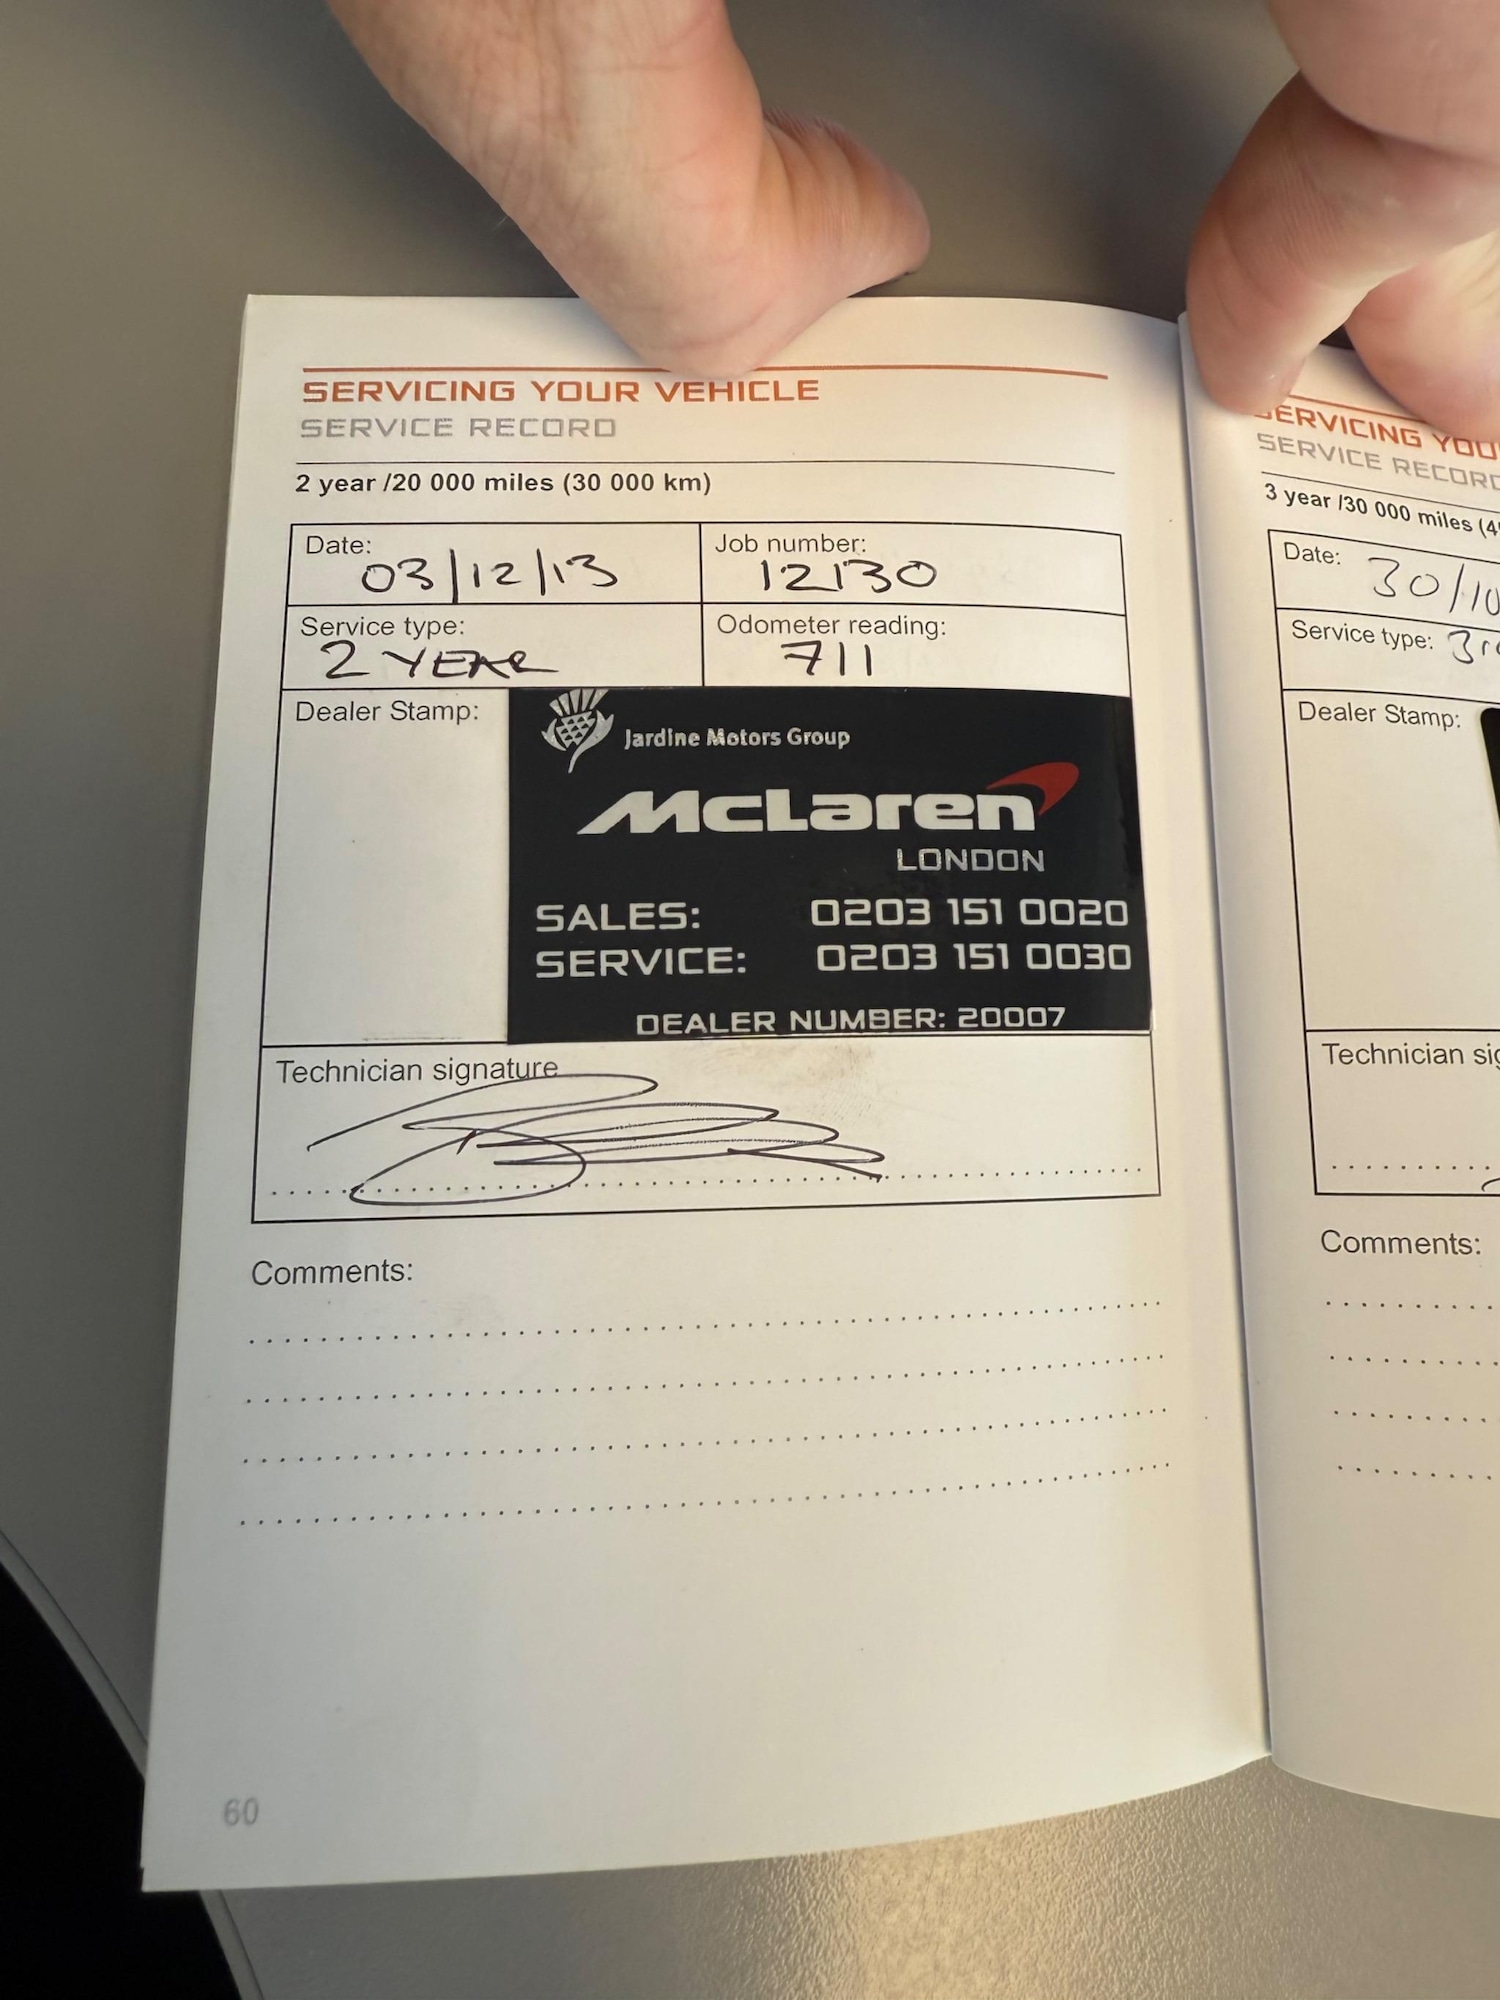 SERVICING YOUR VEHICLE
SERVICE RECORD
2 year /20 000 miles (30 000 km)
Date: 03/12/13
Job number: 12130
Service type: 2 YEAR
Odometer reading: 711
Dealer Stamp:
Jardine Motors Group
McLaren
LONDON
SALES: 0203 151 0020
SERVICE: 0203 151 0030
DEALER NUMBER: 20007
Technician signature
Comments:
60
SERVICING
SERVICE RECORD
3 year /30 000 miles
Date: 30/10
Service type:
Dealer Stamp:
Technician
Comments: